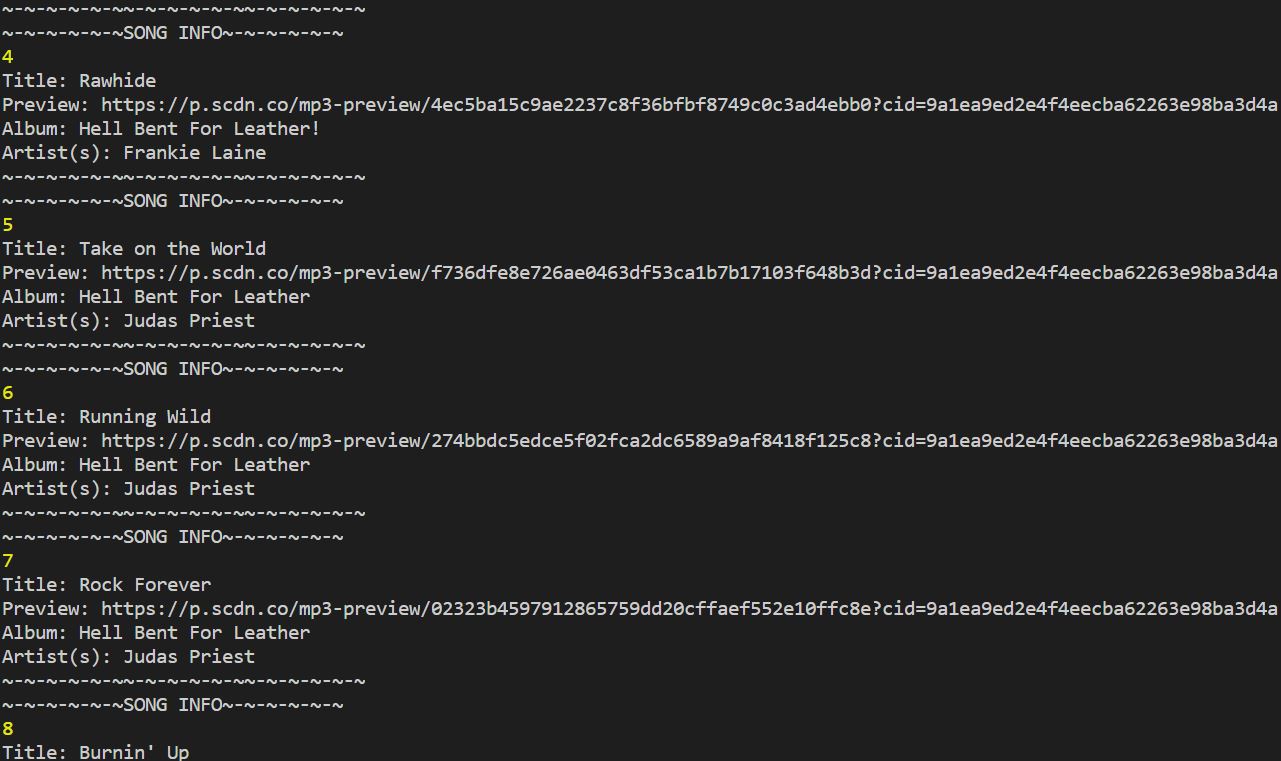 ~-~-~-~-~-~~-~-~-~-~-~~-~-~-~-~-~
~-~-~-~-~-~SONG INFO~-~-~-~-~-~
4
Title: Rawhide
Preview: https://p.scdn.co/mp3-preview/4ec5ba15c9ae2237c8f36bfbf8749c0c3ad4ebb0?cid=9a1ea9ed2e4f4eecba62263e98ba3d4a
Album: Hell Bent For Leather!
Artist(s): Frankie Laine
~-~-~-~-~-~~-~-~-~-~-~~-~-~-~-~-~
~-~-~-~-~-~SONG INFO~-~-~-~-~-~
5
Title: Take on the World
Preview: https://p.scdn.co/mp3-preview/f736dfe8e726ae0463df53ca1b7b17103f648b3d?cid=9a1ea9ed2e4f4eecba62263e98ba3d4a
Album: Hell Bent For Leather
Artist(s): Judas Priest
~-~-~-~-~-~~-~-~-~-~-~~-~-~-~-~-~
~-~-~-~-~-~SONG INFO~-~-~-~-~-~
6
Title: Running Wild
Preview: https://p.scdn.co/mp3-preview/274bbdc5edce5f02fca2dc6589a9af8418f125c8?cid=9a1ea9ed2e4f4eecba62263e98ba3d4a
Album: Hell Bent For Leather
Artist(s): Judas Priest
~-~-~-~-~-~~-~-~-~-~-~~-~-~-~-~-~
~-~-~-~-~-~SONG INFO~-~-~-~-~-~
7
Title: Rock Forever
Preview: https://p.scdn.co/mp3-preview/02323b4597912865759dd20cffaef552e10ffc8e?cid=9a1ea9ed2e4f4eecba62263e98ba3d4a
Album: Hell Bent For Leather
Artist(s): Judas Priest
~-~-~-~-~-~~-~-~-~-~-~~-~-~-~-~-~
~-~-~-~-~-~SONG INFO~-~-~-~-~-~
8
Title: Burnin' Up